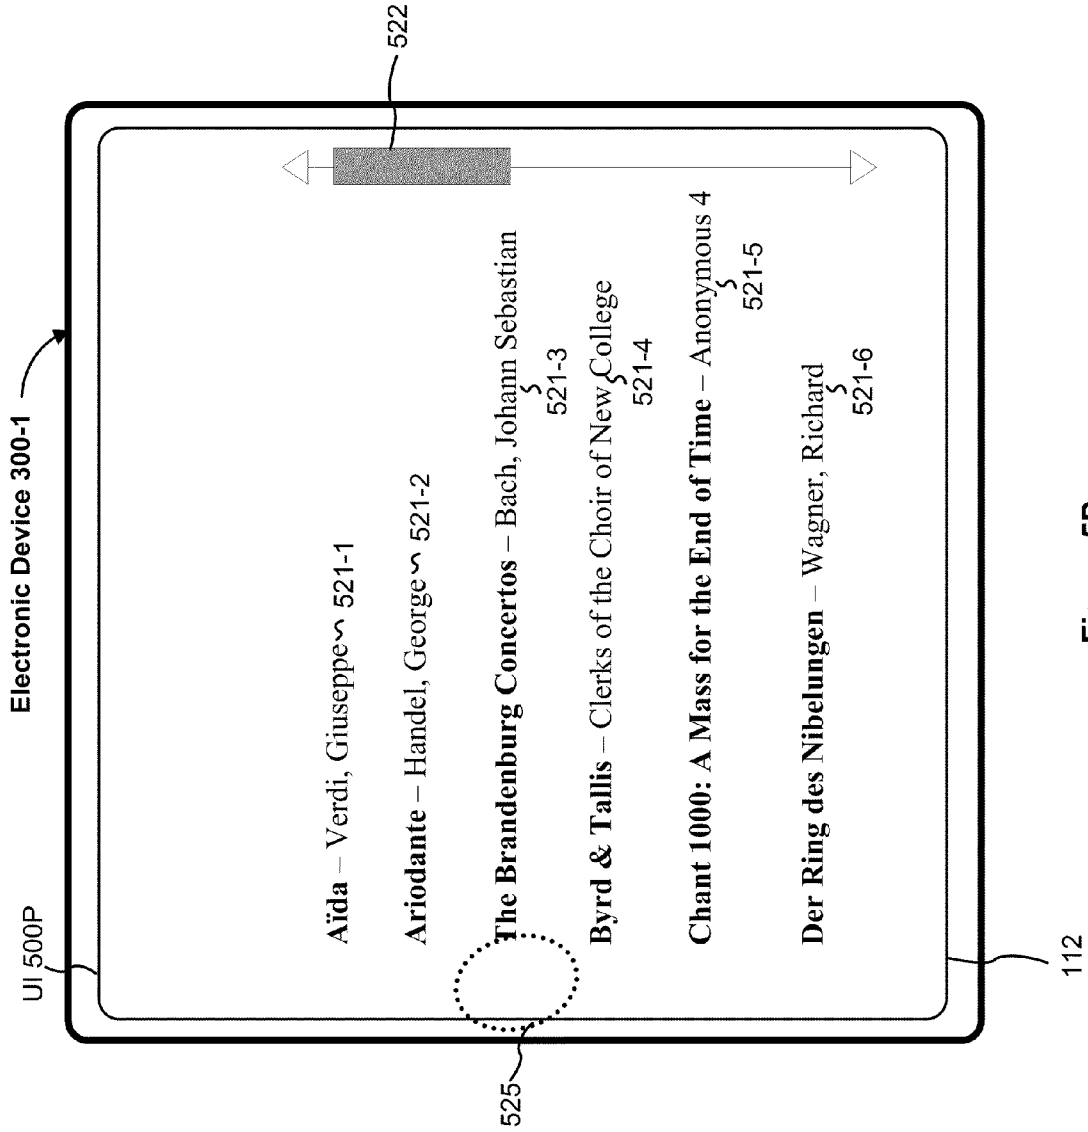 Electronic Device 300-1
UI 500P
522
Aïda – Verdi, Giuseppe 521-1
Ariodante – Handel, George 521-2
The Brandenburg Concertos – Bach, Johann Sebastian
521-3
Byrd & Tallis – Clerks of the Choir of New College
521-4
Chant 1000: A Mass for the End of Time – Anonymous 4
521-5
Der Ring des Nibelungen – Wagner, Richard
521-6
525
112